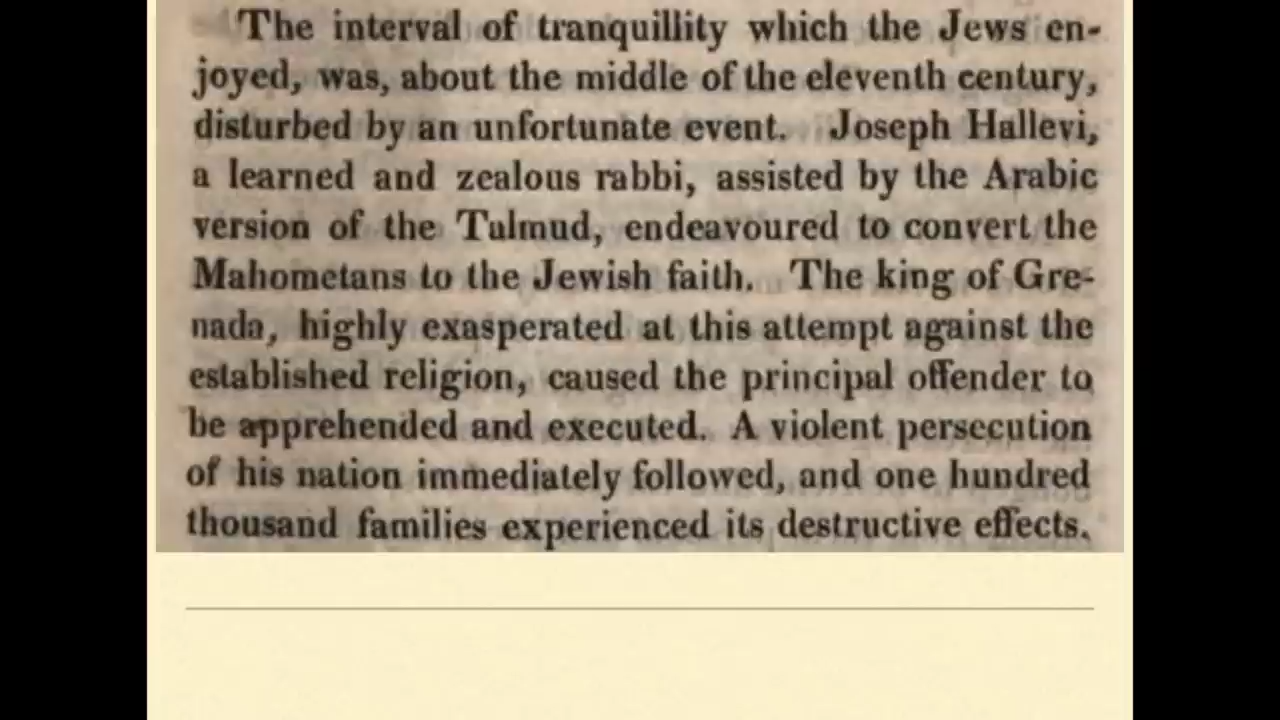 The interval of tranquillity which the Jews en-
joyed, was, about the middle of the eleventh century,
disturbed by an unfortunate event. Joseph Hallevi,
a learned and zealous rabbi, assisted by the Arabic
version of the Talmud, endeavoured to convert the
Mahometans to the Jewish faith. The king of Gre-
nada, highly exasperated at this attempt against the
established religion, caused the principal offender to
be apprehended and executed. A violent persecution
of his nation immediately followed, and one hundred
thousand families experienced its destructive effects.